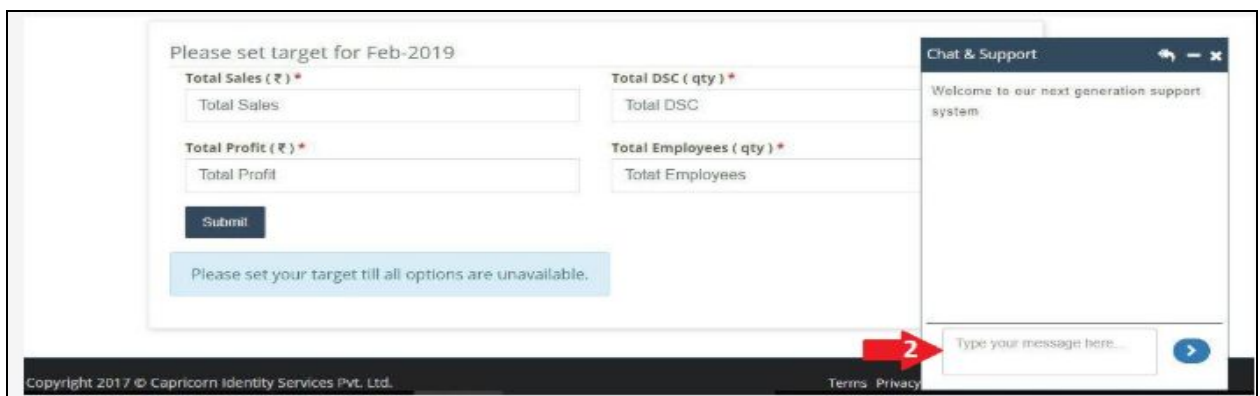 Please set target for Feb-2019
Total Sales ( ₹ ) *
Total Sales
Total DSC ( qty ) *
Total DSC
Total Profit ( ₹ ) *
Total Profit
Total Employees ( qty ) *
Totat Employees
Submit
Please set your target till all options are unavailable.
Chat & Support
Welcome to our next generation support
system
2
Type your message here...
Copyright 2017 © Capricorn Identity Services Pvt. Ltd.
Terms Privacy